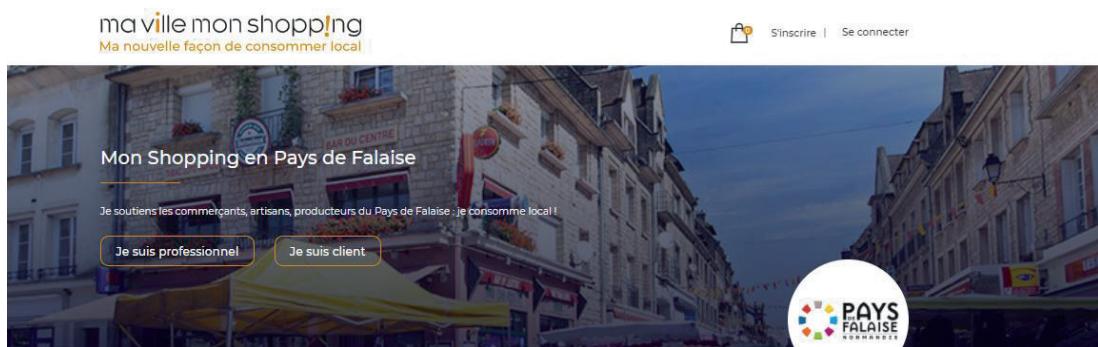 ma ville mon shopp!ng
Ma nouvelle façon de consommer local
0
S'inscrire | Se connecter
BAR DU CENTRE
Mon Shopping en Pays de Falaise
Je soutiens les commerçants, artisans, producteurs du Pays de Falaise : je consomme local !
Je suis professionnel
Je suis client
PAYS
DE FALAISE
NORMANDIE